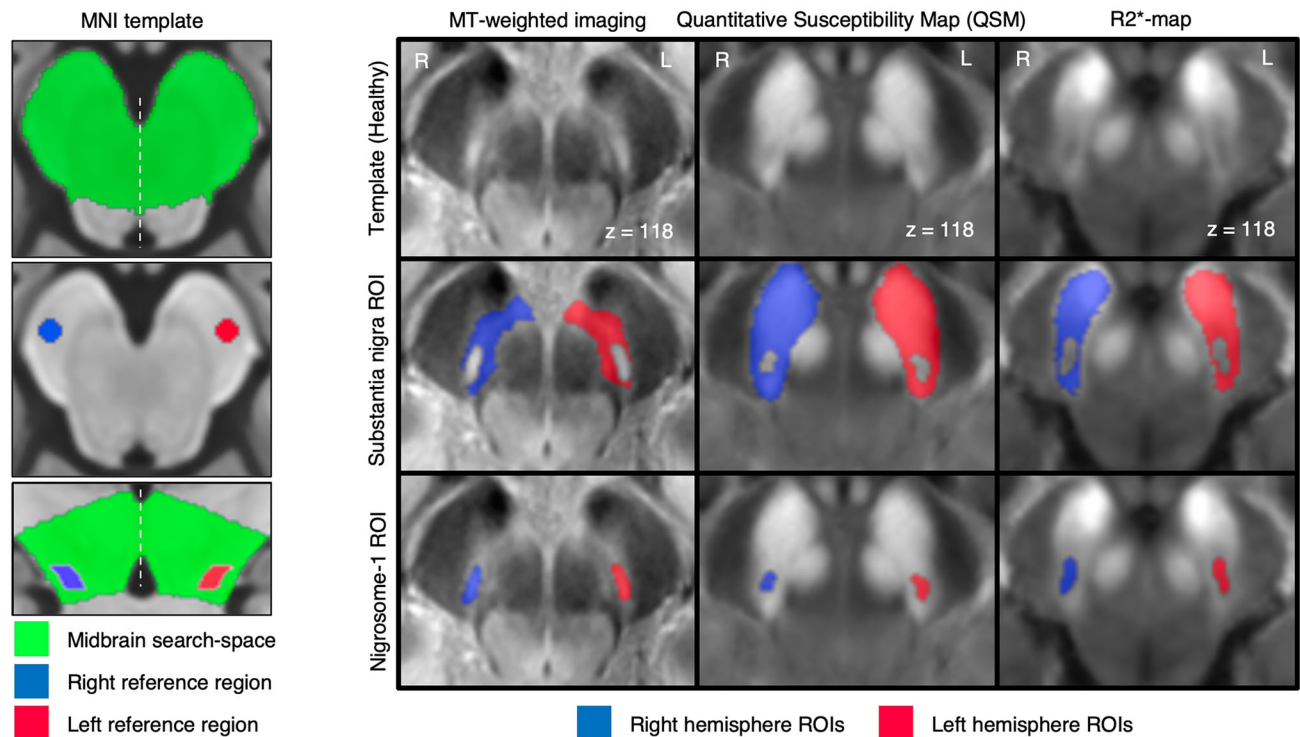 MNI template
MT-weighted imaging
Quantitative Susceptibility Map (QSM)
R2*-map
Template (Healthy)
R
L
z = 118
L
z = 118
R
L
z = 118
Substantia nigra ROI
Nigrosome-1 ROI
Midbrain search-space
Right reference region
Left reference region
Right hemisphere ROIs
Left hemisphere ROIs